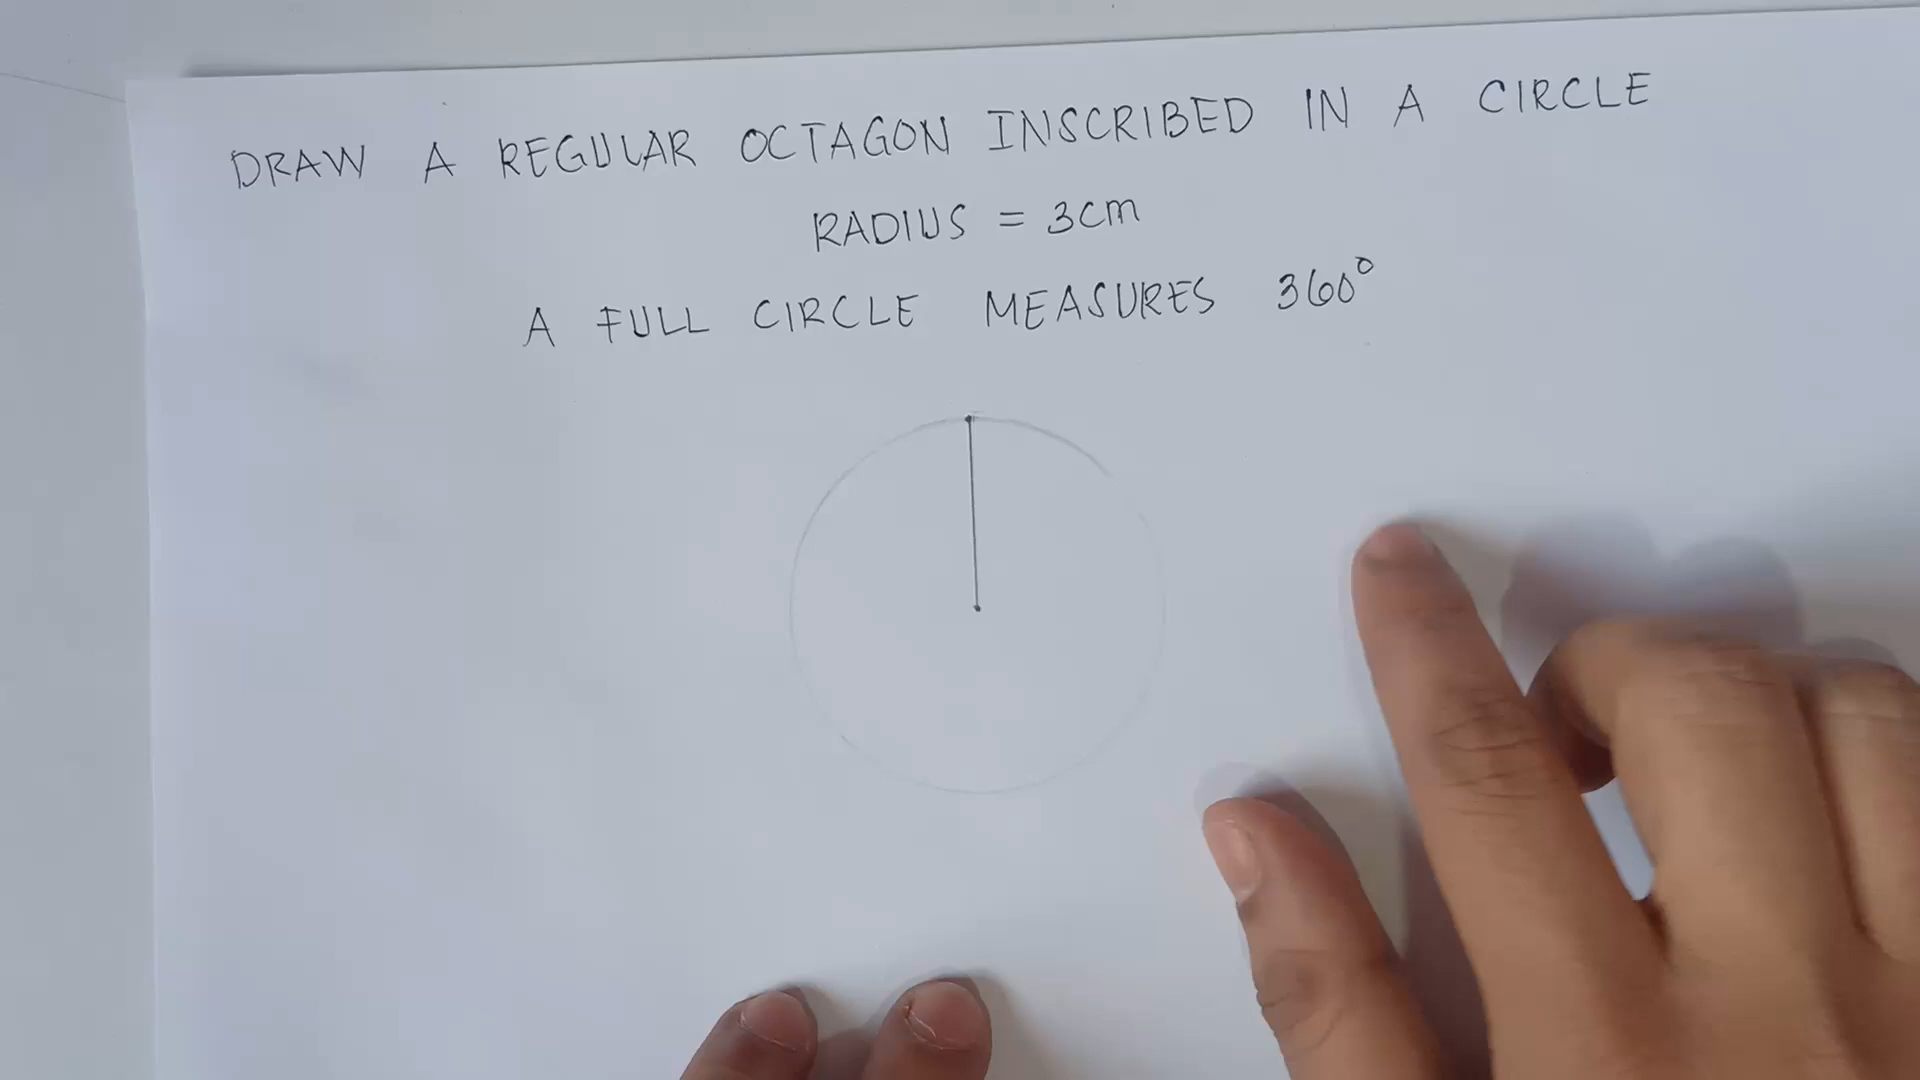 DRAW A REGULAR OCTAGON INSCRIBED IN A CIRCLE
RADIUS = 3cm
A FULL CIRCLE MEASURES 360°